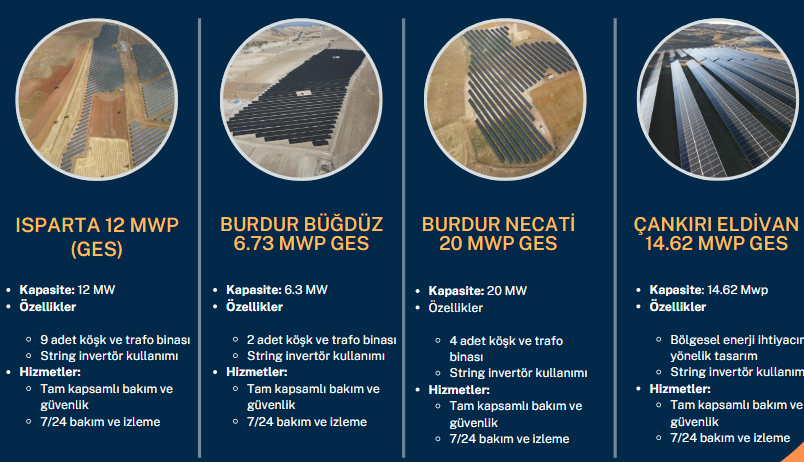 ISPARTA 12 MWP
(GES)
• Kapasite: 12 MW
• Özellikler
◦ 9 adet köşk ve trafo binası
◦ String invertör kullanımı
• Hizmetler:
◦ Tam kapsamlı bakım ve
güvenlik
◦ 7/24 bakım ve izleme
BURDUR BÜĞDÜZ
6.73 MWP GES
• Kapasite: 6.3 MW
• Özellikler
◦ 2 adet köşk ve trafo binası
◦ String invertör kullanımı
• Hizmetler:
◦ Tam kapsamlı bakım ve
güvenlik
◦ 7/24 bakım ve izleme
BURDUR NECATİ
20 MWP GES
• Kapasite: 20 MW
• Özellikler
◦ 4 adet köşk ve trafo
binası
◦ String invertör kullanımı
• Hizmetler:
◦ Tam kapsamlı bakım ve
güvenlik
◦ 7/24 bakım ve izleme
ÇANKIRI ELDİVAN
14.62 MWP GES
• Kapasite: 14.62 Mwp
• Özellikler
◦ Bölgesel enerji ihtiyacın
yönelik tasarım
◦ String invertör kullanım
• Hizmetler:
◦ Tam kapsamlı bakım ve
güvenlik
◦ 7/24 bakım ve izleme